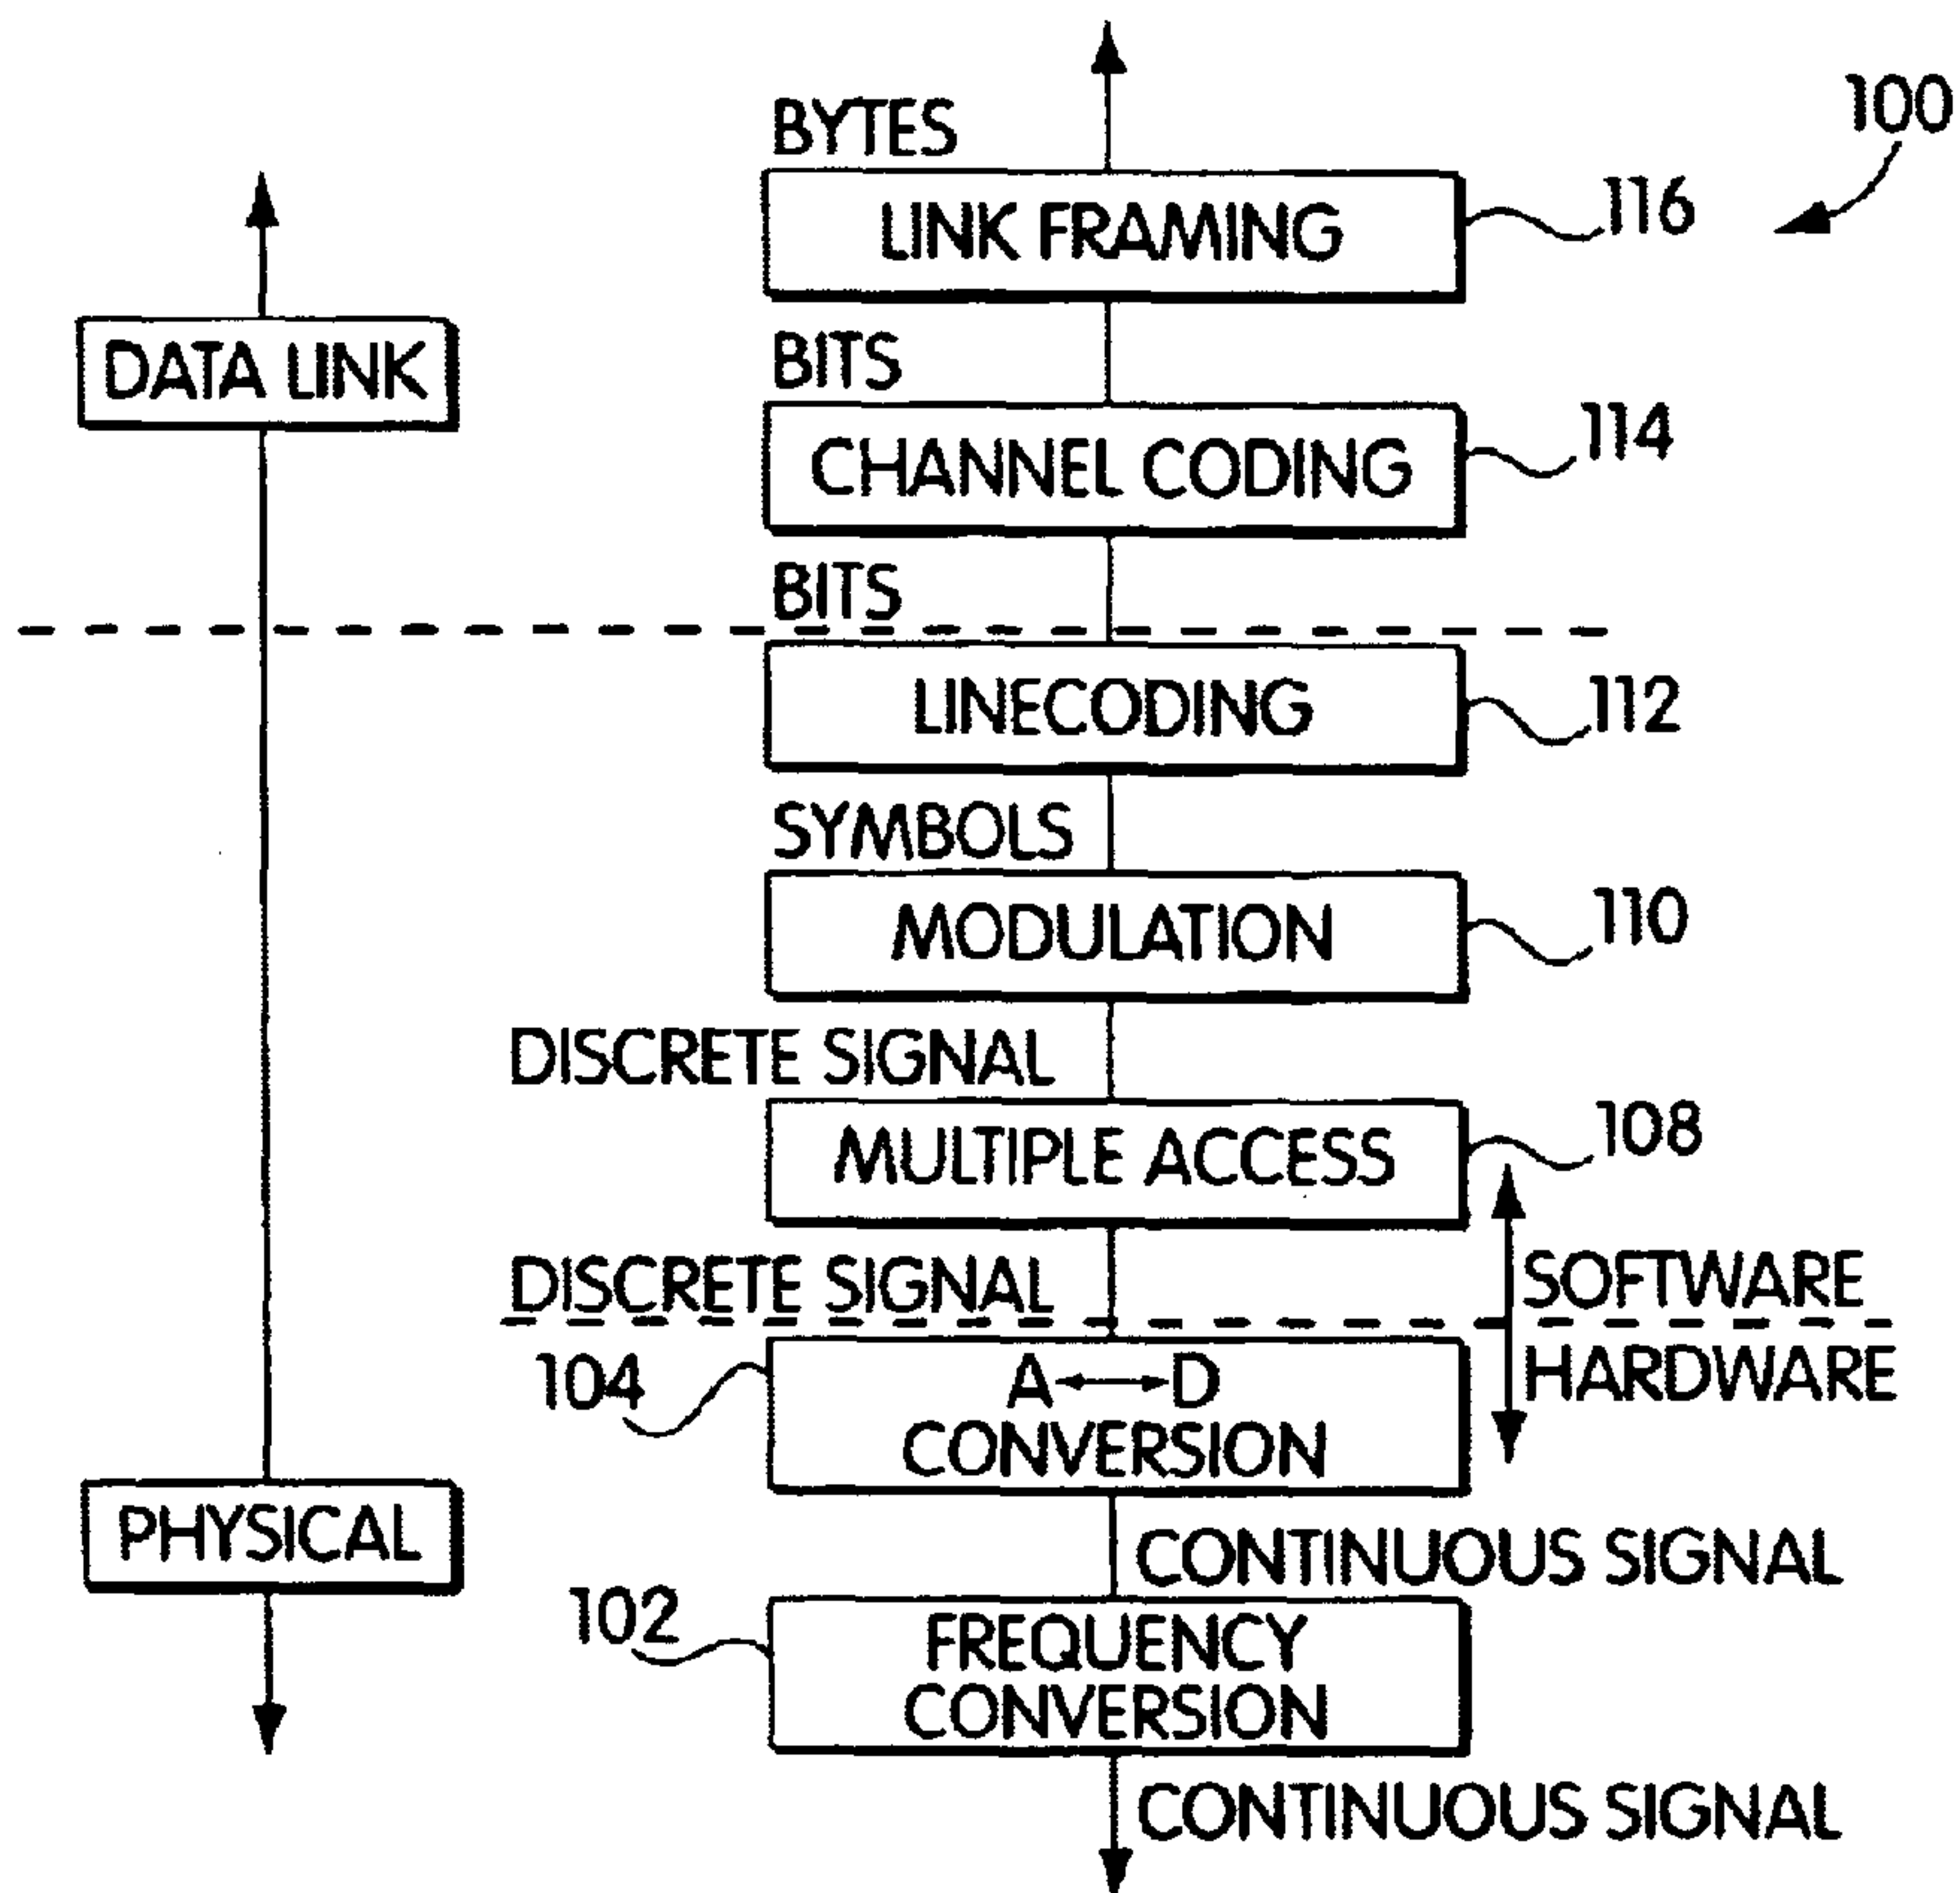 BYTES
100
LINK FRAMING
116
DATA LINK
BITS
CHANNEL CODING
114
BITS
LINECODING
112
SYMBOLS
MODULATION
110
DISCRETE SIGNAL
MULTIPLE ACCESS
108
DISCRETE SIGNAL
SOFTWARE
HARDWARE
104
A D
CONVERSION
PHYSICAL
CONTINUOUS SIGNAL
102
FREQUENCY
CONVERSION
CONTINUOUS SIGNAL